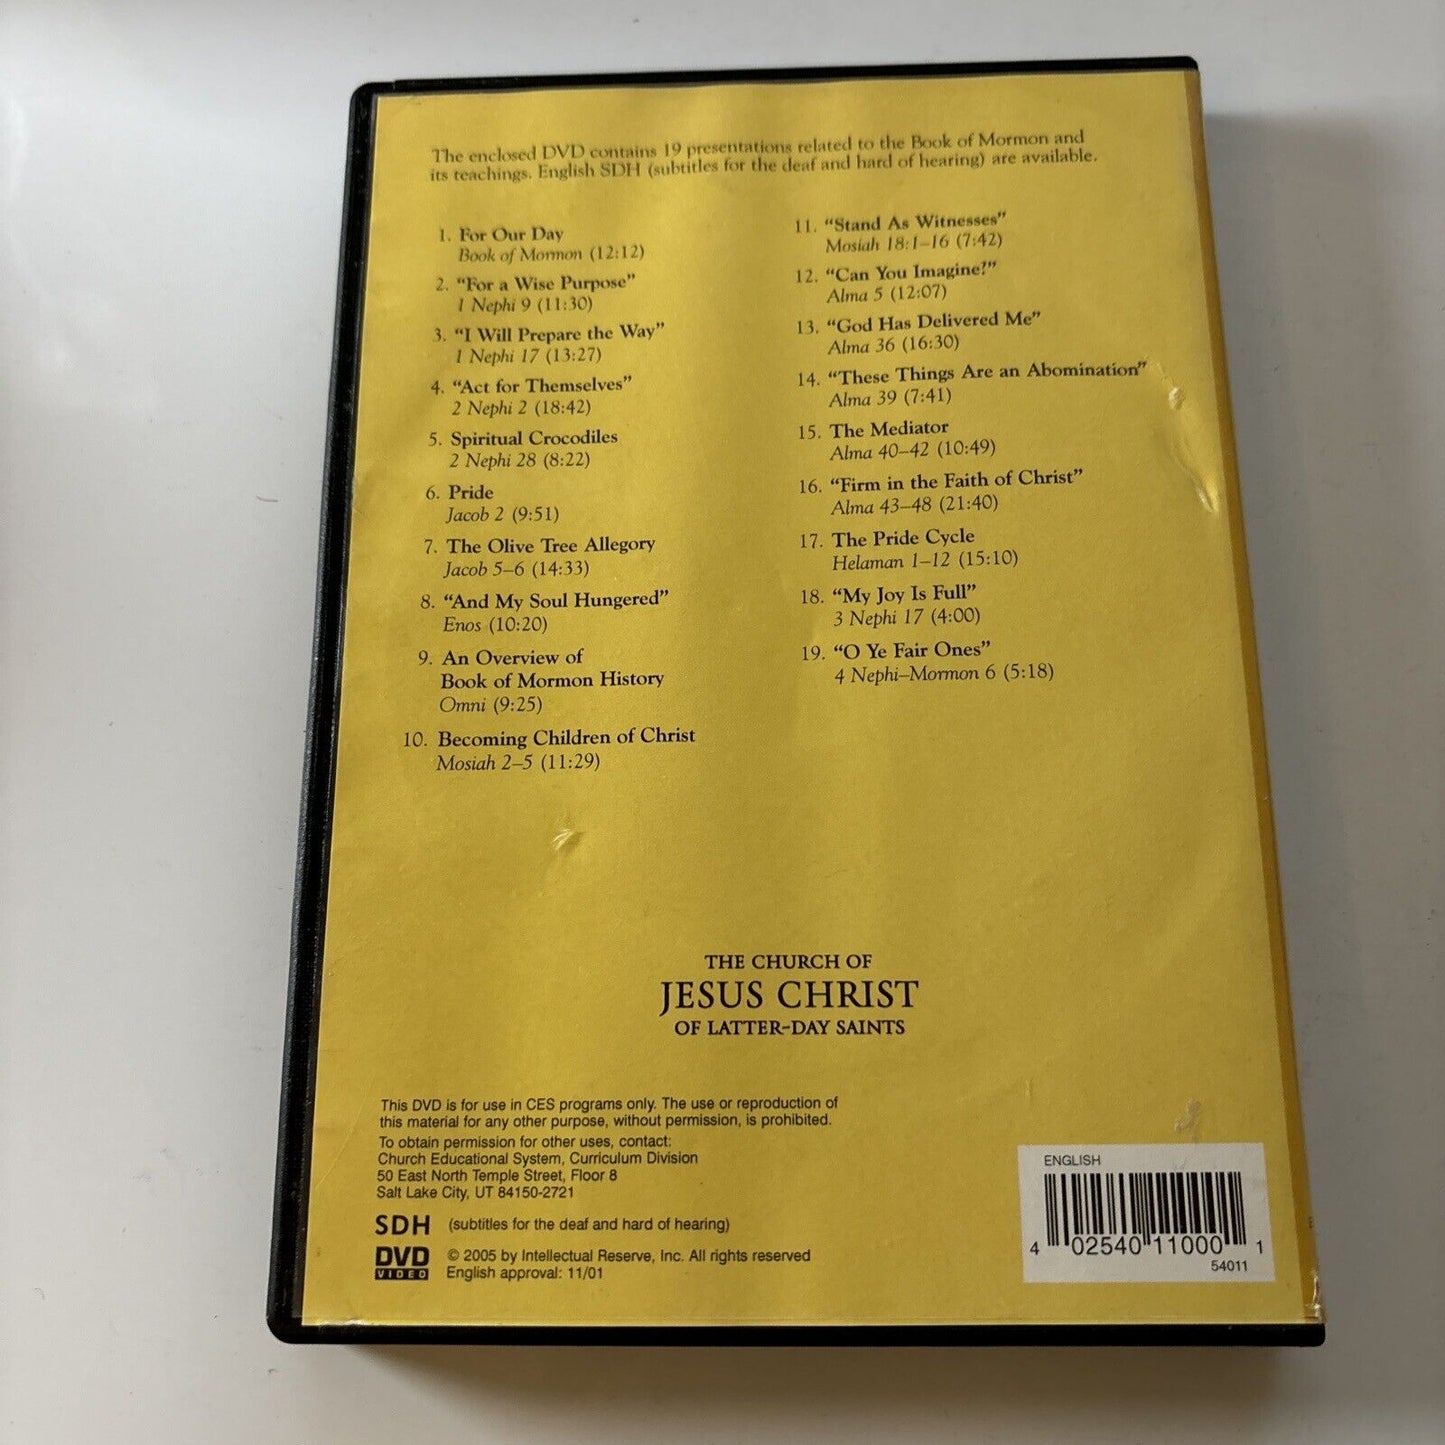 The enclosed DVD contains 19 presentations related to the Book of Mormon and
its teachings. English SDH (subtitles for the deaf and hard of hearing) are available.
1. For Our Day
Book of Mormon (12:12)
2. “For a Wise Purpose”
1 Nephi 9 (11:30)
3. “I Will Prepare the Way”
1 Nephi 17 (13:27)
4. “Act for Themselves”
2 Nephi 2 (18:42)
5. Spiritual Crocodiles
2 Nephi 28 (8:22)
6. Pride
Jacob 2 (9:51)
7. The Olive Tree Allegory
Jacob 5–6 (14:33)
8. “And My Soul Hungered”
Enos (10:20)
9. An Overview of
Book of Mormon History
Omni (9:25)
10. Becoming Children of Christ
Mosiah 2–5 (11:29)
11. “Stand As Witnesses”
Mosiah 18:1–16 (7:42)
12. “Can You Imagine?”
Alma 5 (12:07)
13. “God Has Delivered Me”
Alma 36 (16:30)
14. “These Things Are an Abomination”
Alma 39 (7:41)
15. The Mediator
Alma 40–42 (10:49)
16. “Firm in the Faith of Christ”
Alma 43–48 (21:40)
17. The Pride Cycle
Helaman 1–12 (15:10)
18. “My Joy Is Full”
3 Nephi 17 (4:00)
19. “O Ye Fair Ones”
4 Nephi–Mormon 6 (5:18)
THE CHURCH OF
JESUS CHRIST
OF LATTER-DAY SAINTS
This DVD is for use in CES programs only. The use or reproduction of
this material for any other purpose, without permission, is prohibited.
To obtain permission for other uses, contact:
Church Educational System, Curriculum Division
50 East North Temple Street, Floor 8
Salt Lake City, UT 84150-2721
SDH (subtitles for the deaf and hard of hearing)
DVD VIDEO
© 2005 by Intellectual Reserve, Inc. All rights reserved
English approval: 11/01
ENGLISH
4 02540 11000 1
54011